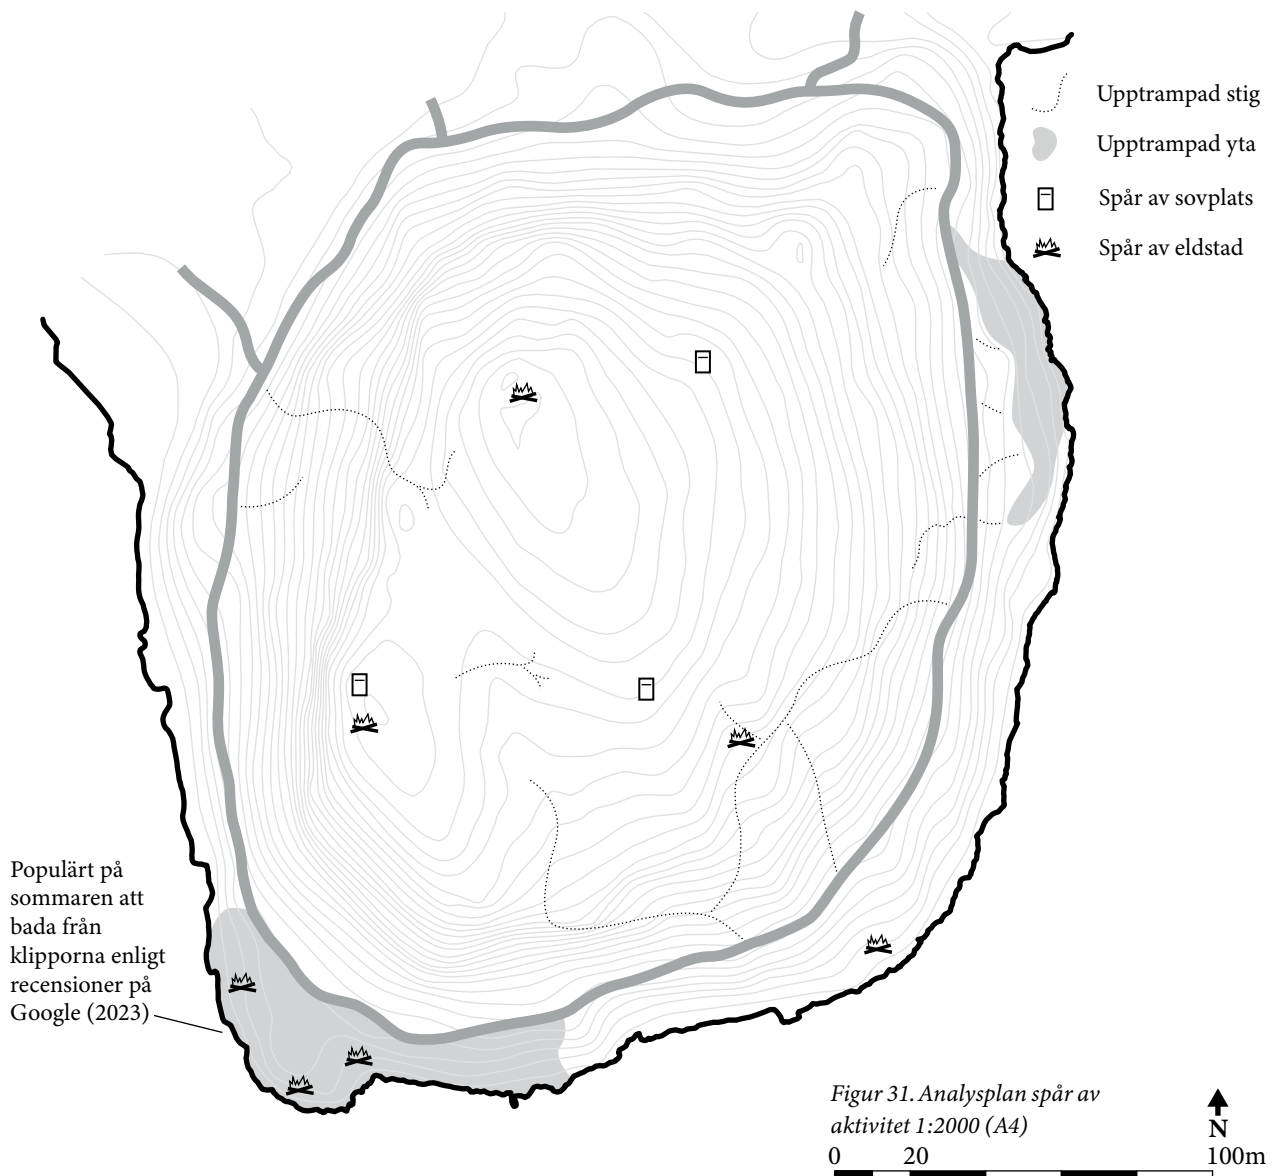 Upptrampad stig
Upptrampad yta
Spår av sovplats
Spår av eldstad
Populärt på
sommaren att
bada från
klipporna enligt
recensioner på
Google (2023)
Figur 31. Analysplan spår av
aktivitet 1:2000 (A4)
N
0 20 100m